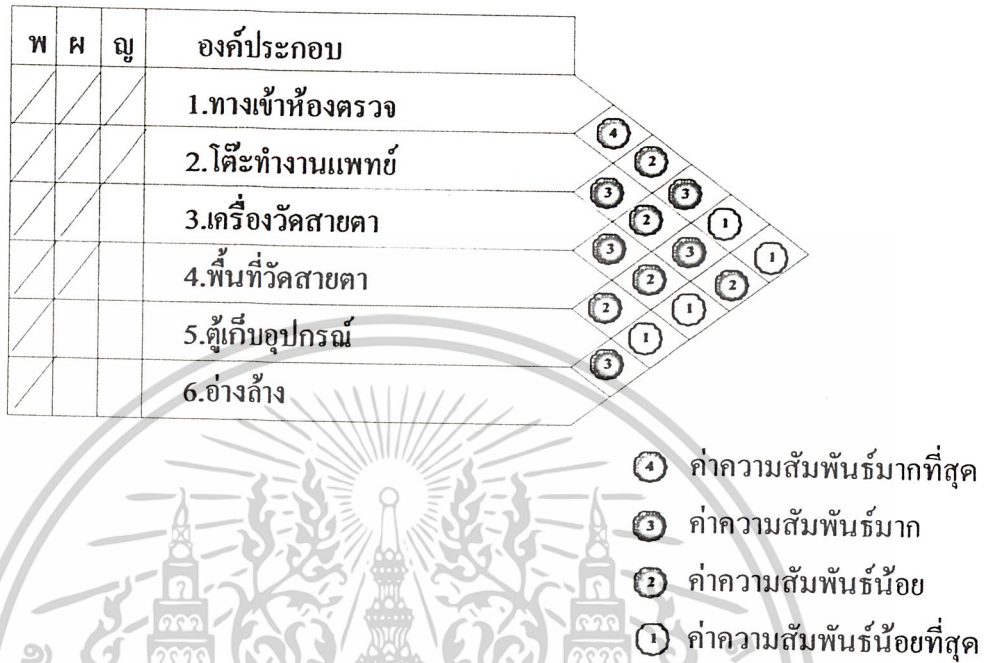 พ ผ ญ องค์ประกอบ
1.ทางเข้าห้องตรวจ
4
2
2.โต๊ะทำงานแพทย์
3 3
2 1
3.เครื่องวัดสายตา
3 3 1
2 2
4.พื้นที่วัดสายตา
2 1
1
5.ตู้เก็บอุปกรณ์
3
6.อ่างล้าง
4 ค่าความสัมพันธ์มากที่สุด
3 ค่าความสัมพันธ์มาก
2 ค่าความสัมพันธ์น้อย
1 ค่าความสัมพันธ์น้อยที่สุด